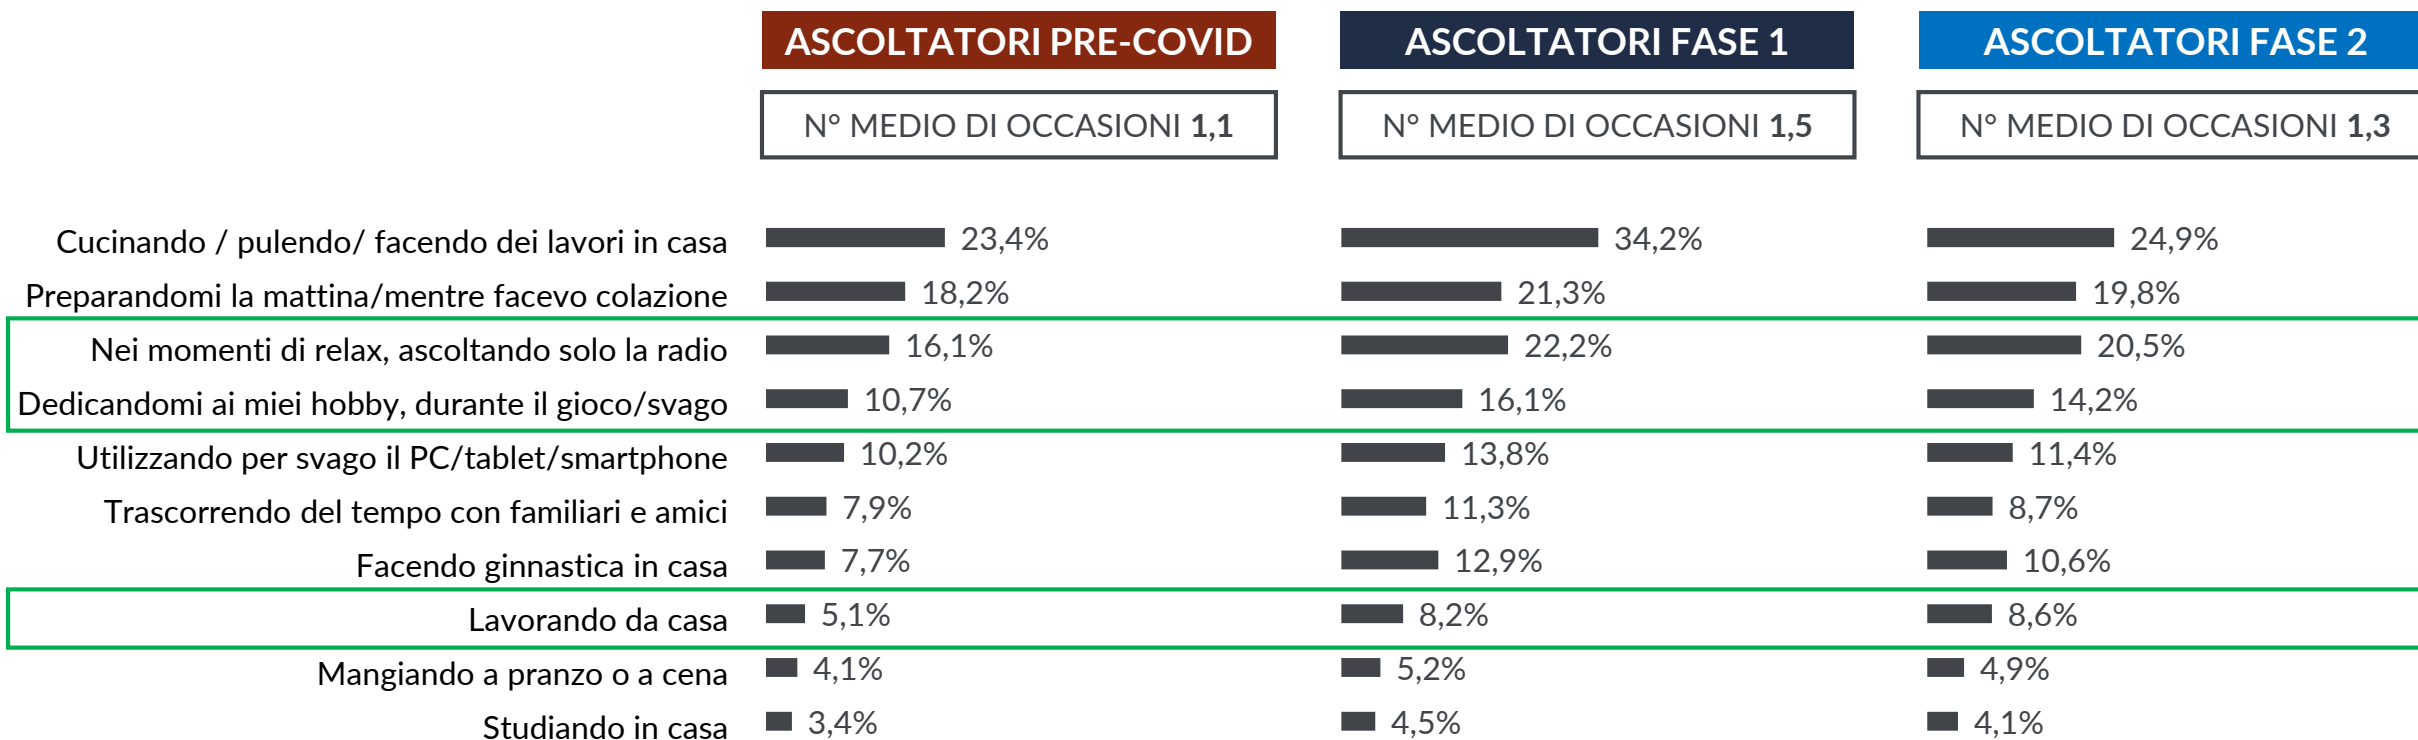 ASCOLTATORI PRE-COVID ASCOLTATORI FASE 1 ASCOLTATORI FASE 2
N° MEDIO DI OCCASIONI 1,1 N° MEDIO DI OCCASIONI 1,5 N° MEDIO DI OCCASIONI 1,3
Cucinando / pulendo/ facendo dei lavori in casa 23,4% 34,2% 24,9%
Preparandomi la mattina/mentre facevo colazione 18,2% 21,3% 19,8%
Nei momenti di relax, ascoltando solo la radio 16,1% 22,2% 20,5%
Dedicandomi ai miei hobby, durante il gioco/svago 10,7% 16,1% 14,2%
Utilizzando per svago il PC/tablet/smartphone 10,2% 13,8% 11,4%
Trascorrendo del tempo con familiari e amici 7,9% 11,3% 8,7%
Facendo ginnastica in casa 7,7% 12,9% 10,6%
Lavorando da casa 5,1% 8,2% 8,6%
Mangiando a pranzo o a cena 4,1% 5,2% 4,9%
Studiando in casa 3,4% 4,5% 4,1%